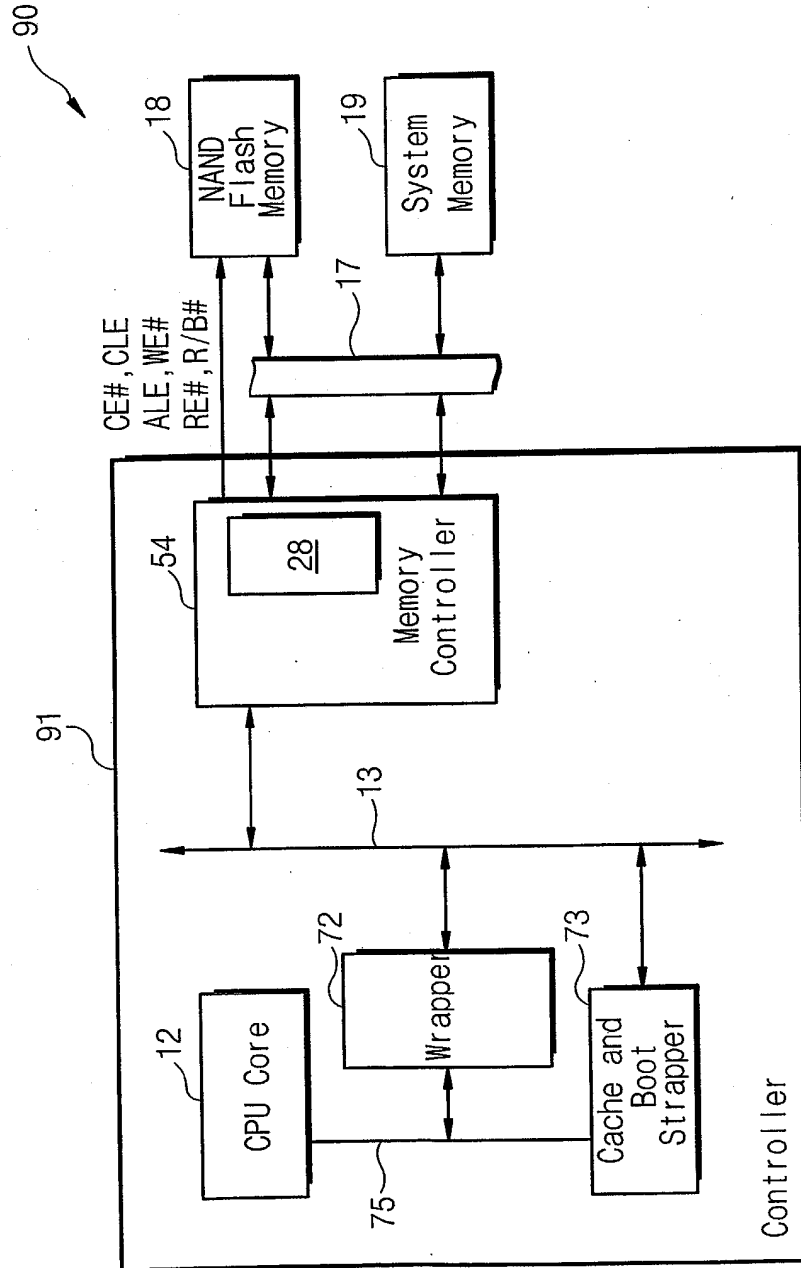 90
91
12
CPU Core
75
72
Wrapper
73
Cache and
Boot
Strapper
13
54
28
Memory
Controller
CE#,CLE
ALE,WE#
RE#,R/B#
17
18
NAND
Flash
Memory
19
System
Memory
Controller